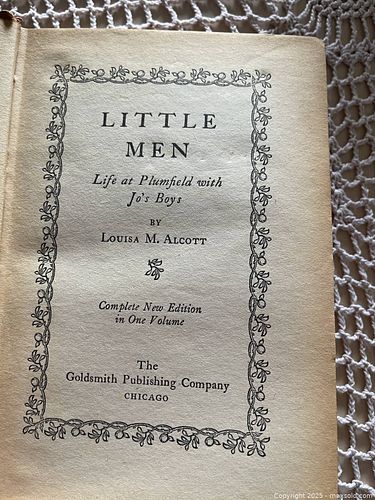 LITTLE
MEN
Life at Plumfield with
Jo's Boys
BY
LOUISA M. ALCOTT
Complete New Edition
in One Volume
The
Goldsmith Publishing Company
CHICAGO
Copyright 2025 - maxsold.com